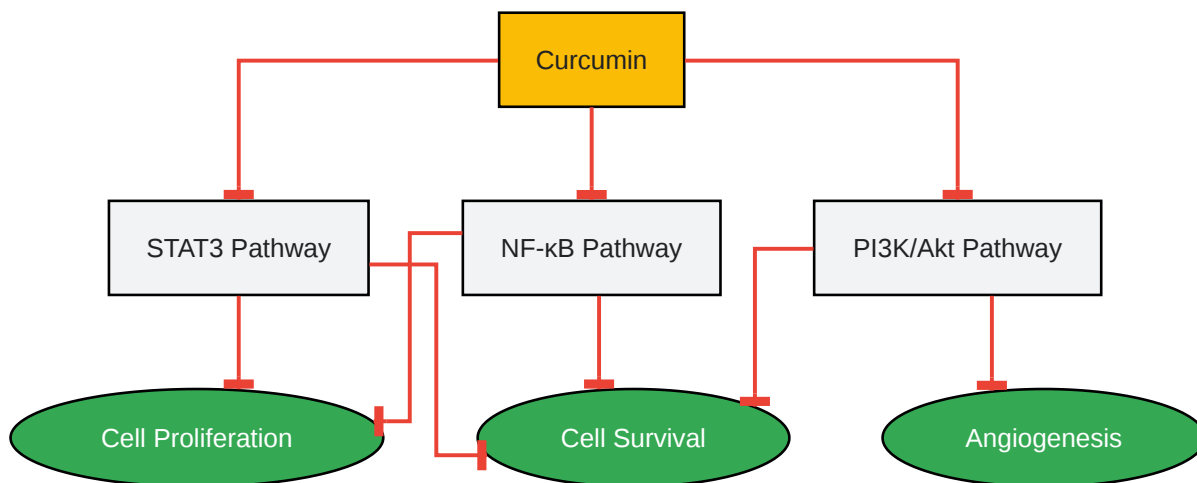 Curcumin
STAT3 Pathway
NF-κB Pathway
PI3K/Akt Pathway
Cell Proliferation
Cell Survival
Angiogenesis